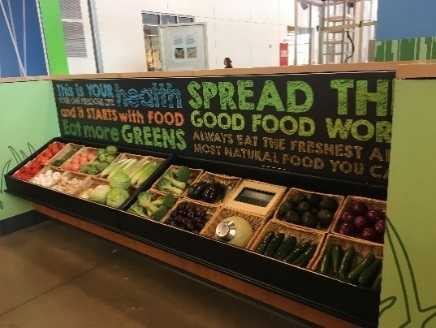 This is YOUR health
and it STARTS with FOOD
Eat more GREENS
SPREAD TH
GOOD FOOD WOR
ALWAYS EAT THE FRESHEST A
MOST NATURAL FOOD YOU CA